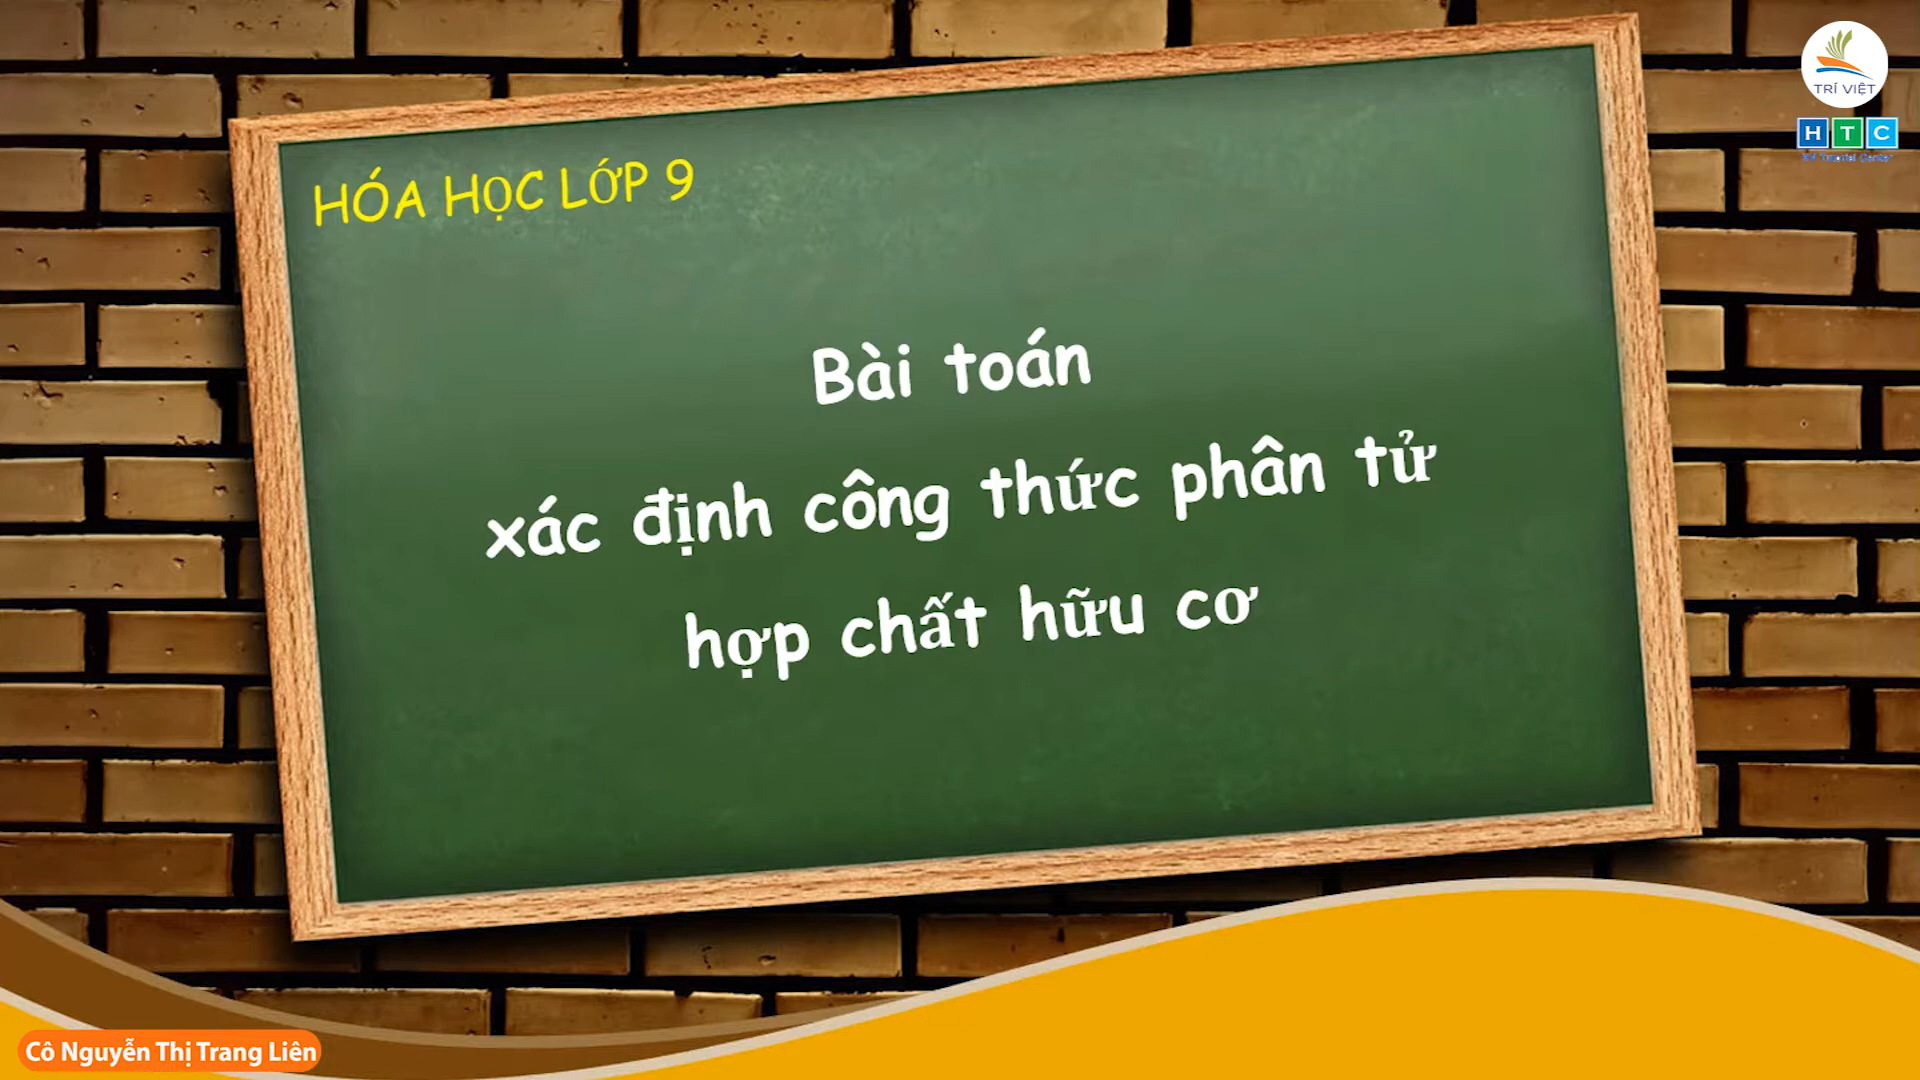 HÓA HỌC LỚP 9
Bài toán
xác định công thức phân tử
hợp chất hữu cơ
TRÍ VIỆT
HTC
Cô Nguyễn Thị Trang Liên